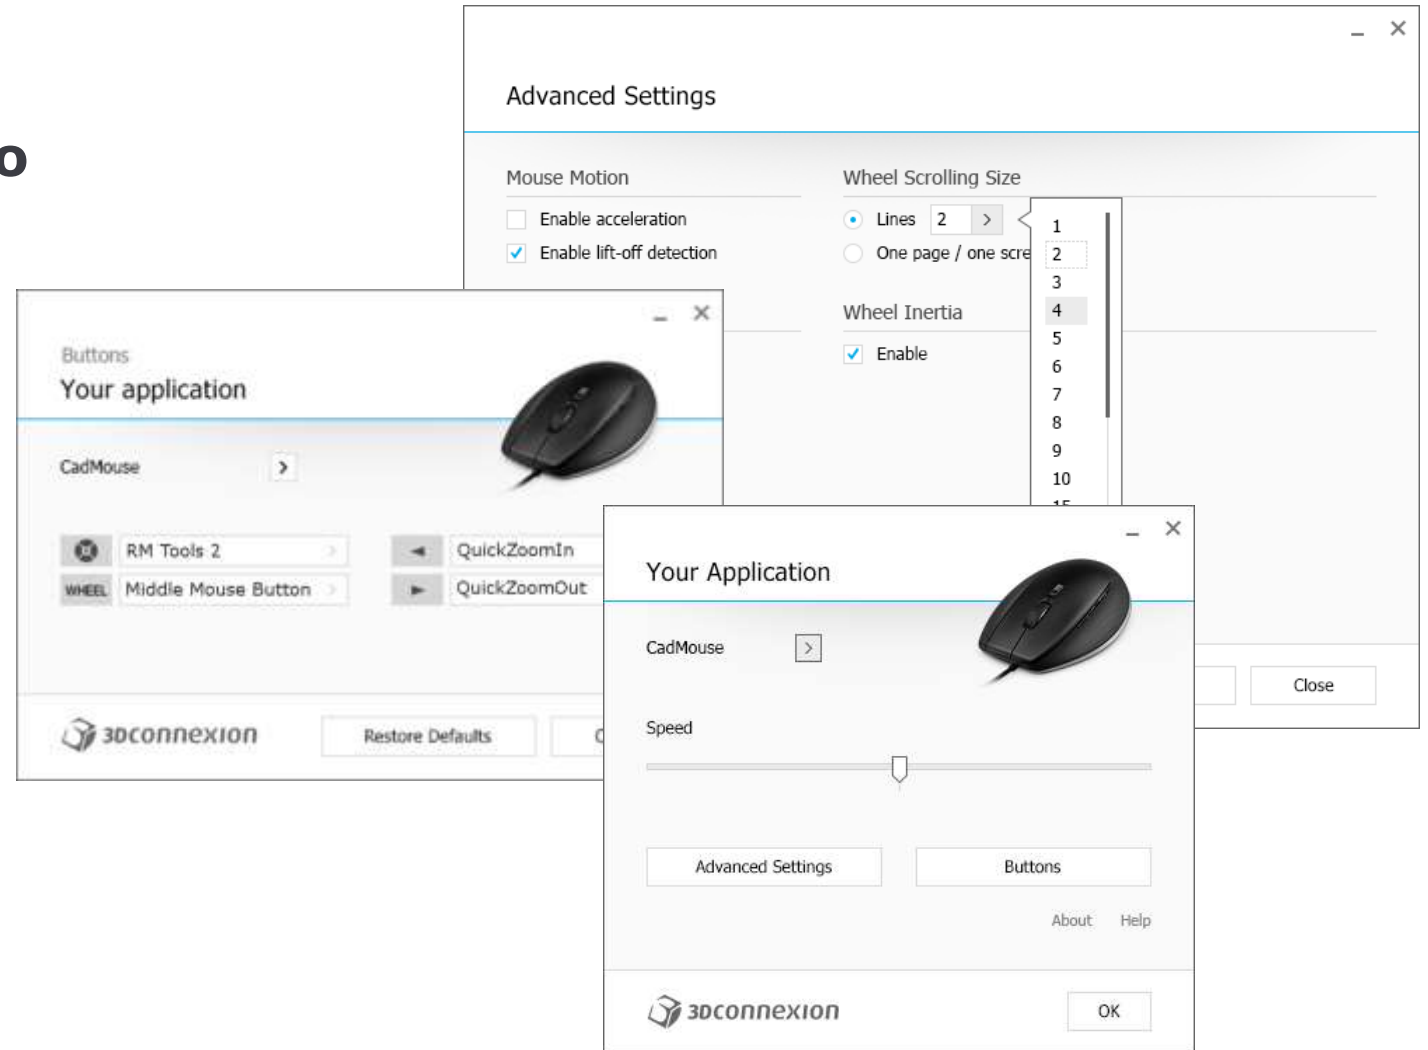 o
Advanced Settings
Mouse Motion
Enable acceleration
Enable lift-off detection
Wheel Scrolling Size
Lines 2
One page / one scre
1
2
3
4
5
6
7
8
9
10
15
Wheel Inertia
Enable
Close
Buttons
Your application
CadMouse
RM Tools 2
WHEEL Middle Mouse Button
QuickZoomIn
QuickZoomOut
3Dconnexion
Restore Defaults
Your Application
CadMouse
Speed
Advanced Settings
Buttons
About Help
3Dconnexion
OK